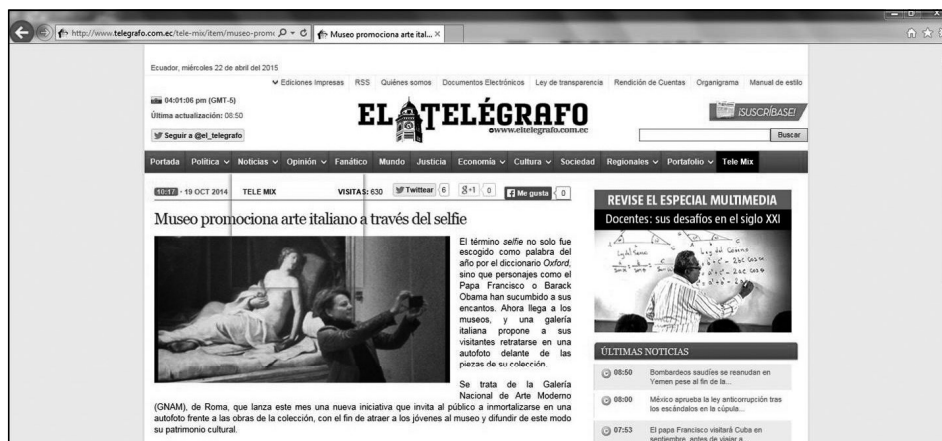 http://www.telegrafo.com.ec/tele-mix/item/museo-prom
Museo promociona arte ital...
Ecuador, miércoles 22 de abril del 2015
Ediciones Impresas RSS Quiénes somos Documentos Electrónicos Ley de transparencia Rendición de Cuentas Organigrama Manual de estilo
04:01:06 pm (GMT-5)
Última actualización: 08:50
Seguir a @el_telegrafo
EL TELÉGRAFO
www.eltelegrafo.com.ec
¡SUSCRÍBASE!
Buscar
Portada Política Noticias Opinión Fanático Mundo Justicia Economía Cultura Sociedad Regionales Portafolio Tele Mix
10:17 - 19 OCT 2014 TELE MIX VISITAS: 630 Twittear 6 g+1 0 Me gusta 0
Museo promociona arte italiano a través del selfie
El término selfie no solo fue
escogido como palabra del
año por el diccionario Oxford,
sino que personajes como el
Papa Francisco o Barack
Obama han sucumbido a sus
encantos. Ahora llega a los
museos, y una galería
italiana propone a sus
visitantes retratarse en una
autofoto delante de las
piezas de su colección.
Se trata de la Galería
Nacional de Arte Moderno
(GNAM), de Roma, que lanza este mes una nueva iniciativa que invita al público a inmortalizarse en una
autofoto frente a las obras de la colección, con el fin de atraer a los jóvenes al museo y difundir de este modo
su patrimonio cultural.
REVISE EL ESPECIAL MULTIMEDIA
Docentes: sus desafíos en el siglo XXI
ÚLTIMAS NOTICIAS
08:50 Bombardeos saudíes se reanudan en
Yemen pese al fin de la...
08:00 México aprueba la ley anticorrupción tras
los escándalos en la cúpula...
07:53 El papa Francisco visitará Cuba en
septiembre, antes de viajar a